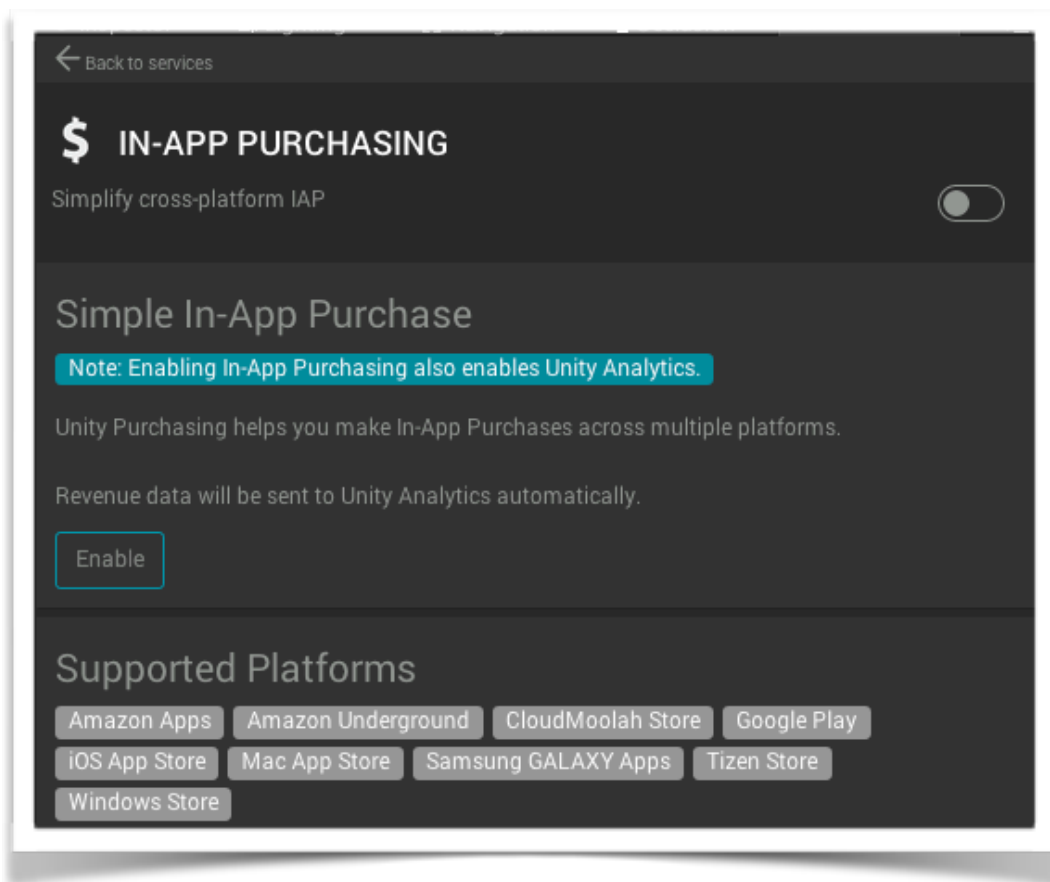 Back to services
$ IN-APP PURCHASING
Simplify cross-platform IAP
Simple In-App Purchase
Note: Enabling In-App Purchasing also enables Unity Analytics.
Unity Purchasing helps you make In-App Purchases across multiple platforms.
Revenue data will be sent to Unity Analytics automatically.
Enable
Supported Platforms
Amazon Apps Amazon Underground CloudMoolah Store Google Play
iOS App Store Mac App Store Samsung GALAXY Apps Tizen Store
Windows Store